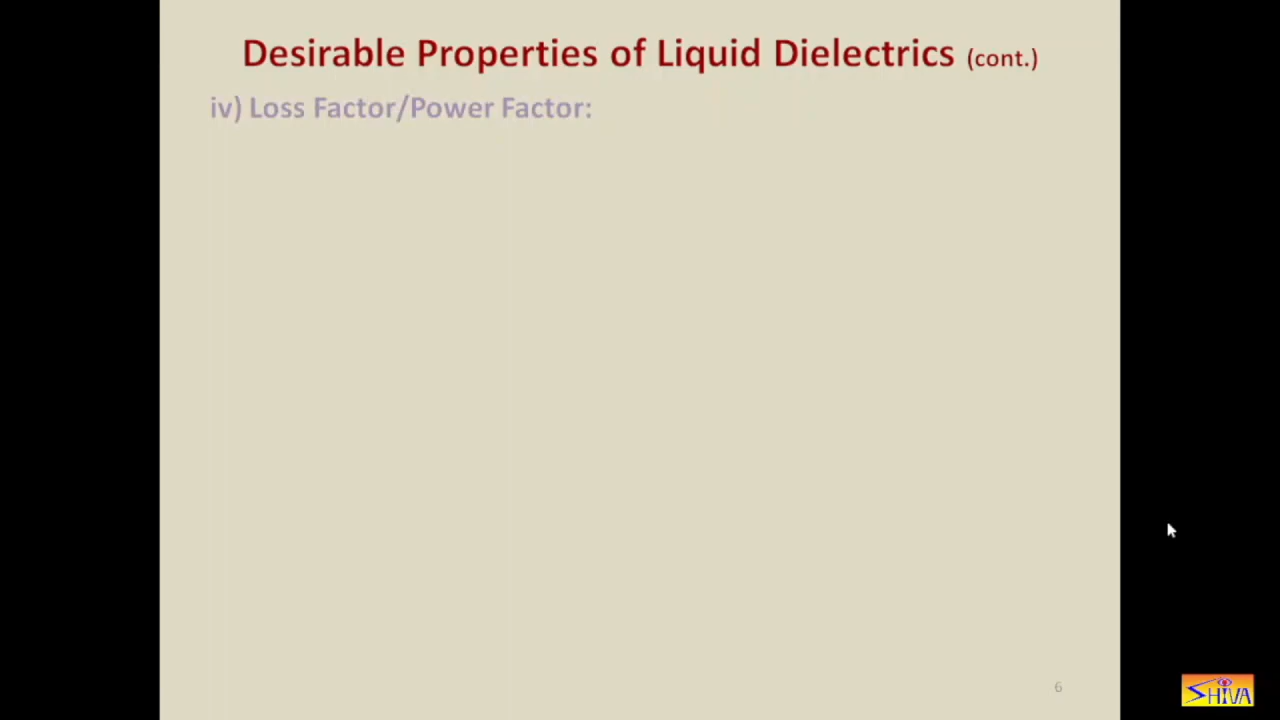 Desirable Properties of Liquid Dielectrics (cont.)
iv) Loss Factor/Power Factor:
6
SHIVA